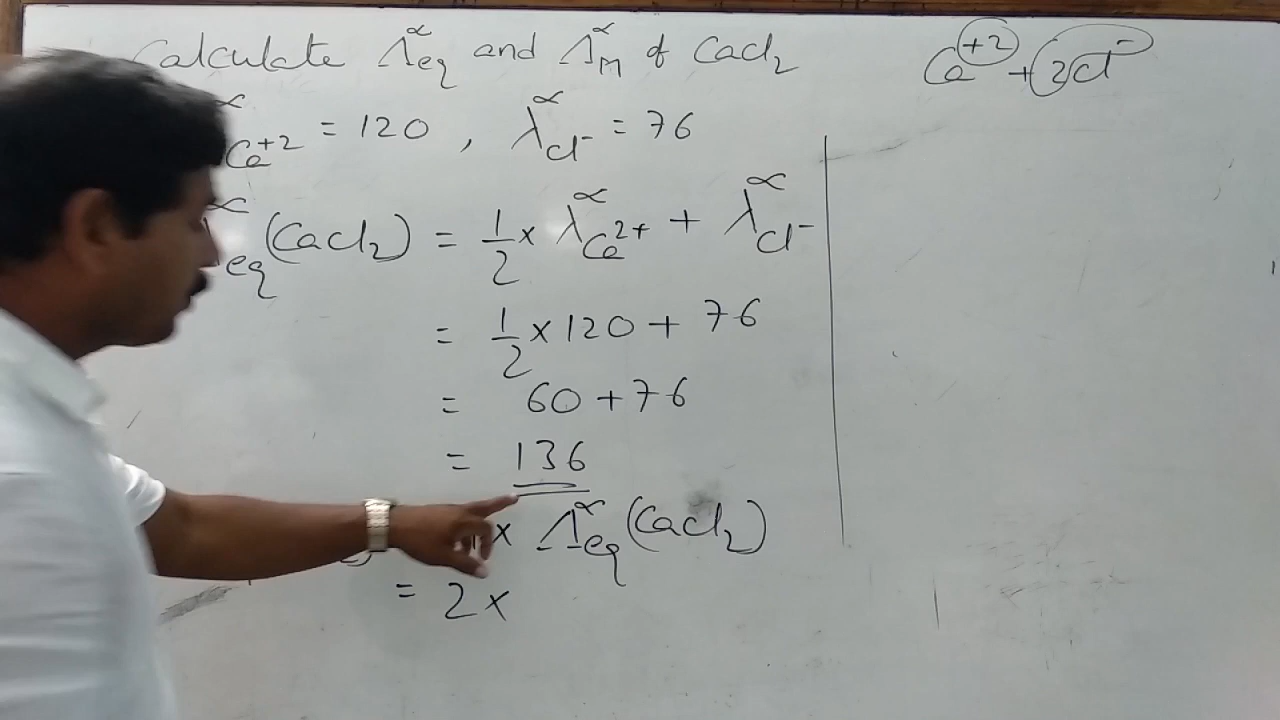 Calculate Λ∝eq and Λ∝M of CaCl2
Ca+2 + 2Cl-
∝Ca+2 = 120 , λ∝Cl- = 76
∝eq (CaCl2) = 1/2 × λ∝Ca2+ + λ∝Cl-
= 1/2 × 120 + 76
= 60 + 76
= 136
× Λ∝eq (CaCl2)
= 2 ×